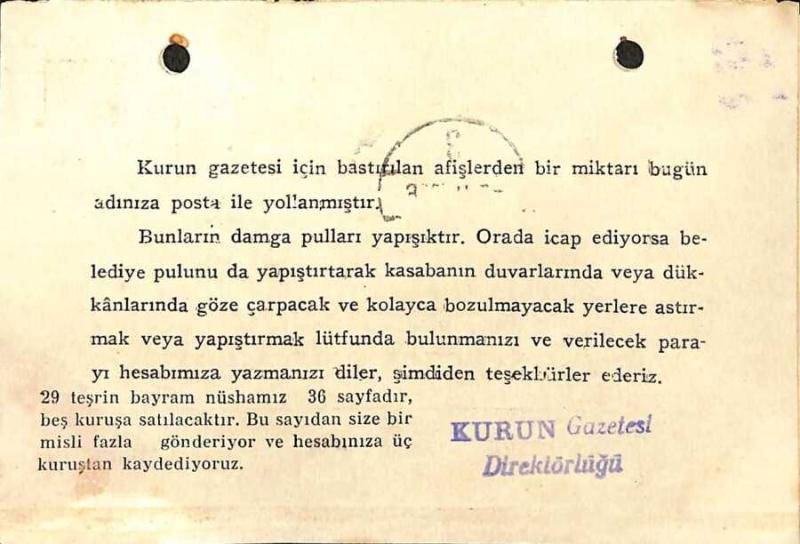 Kurun gazetesi için bastırılan afişlerden bir miktarı bugün
adınıza posta ile yollanmıştır.
Bunların damga pulları yapışıktır. Orada icap ediyorsa be-
lediye pulunu da yapıştırtarak kasabanın duvarlarında veya dük-
kânlarında göze çarpacak ve kolayca bozulmayacak yerlere astır-
mak veya yapıştırmak lûtfunda bulunmanızı ve verilecek para-
yı hesabımıza yazmanızı diler, şimdiden teşekkürler ederiz.
29 teşrin bayram nüshamız 36 sayfadır,
beş kuruşa satılacaktır. Bu sayıdan size bir
misli fazla gönderiyor ve hesabınıza üç
kuruştan kaydediyoruz.
KURUN Gazetesi
Direktörlüğü